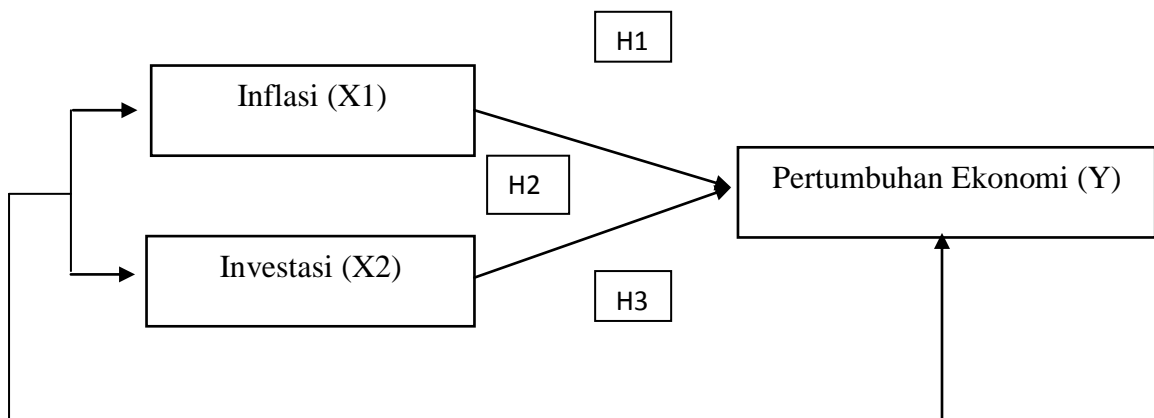 H1
Inflasi (X1)
H2
Pertumbuhan Ekonomi (Y)
Investasi (X2)
H3